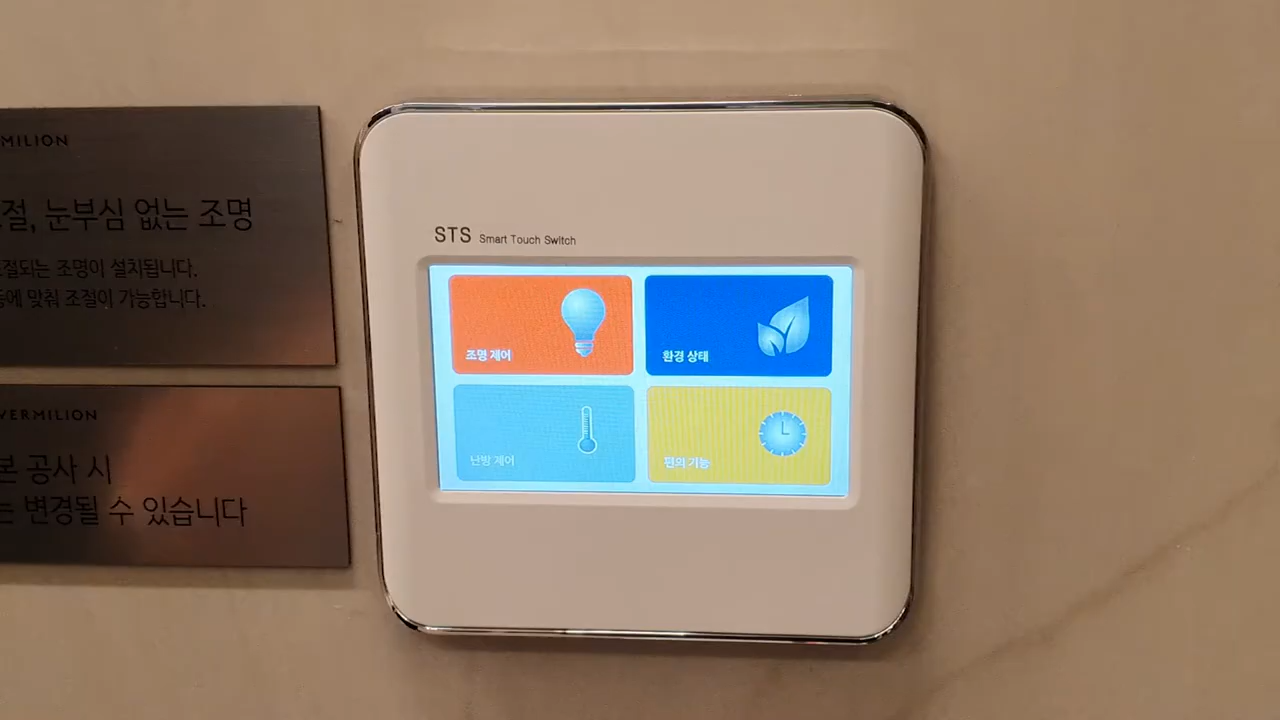 MILION
절, 눈부심 없는 조명
절되는 조명이 설치됩니다.
등에 맞춰 조절이 가능합니다.
VERMILION
본 공사 시
는 변경될 수 있습니다
STS Smart Touch Switch
조명 제어
환경 상태
난방 제어
편의 기능